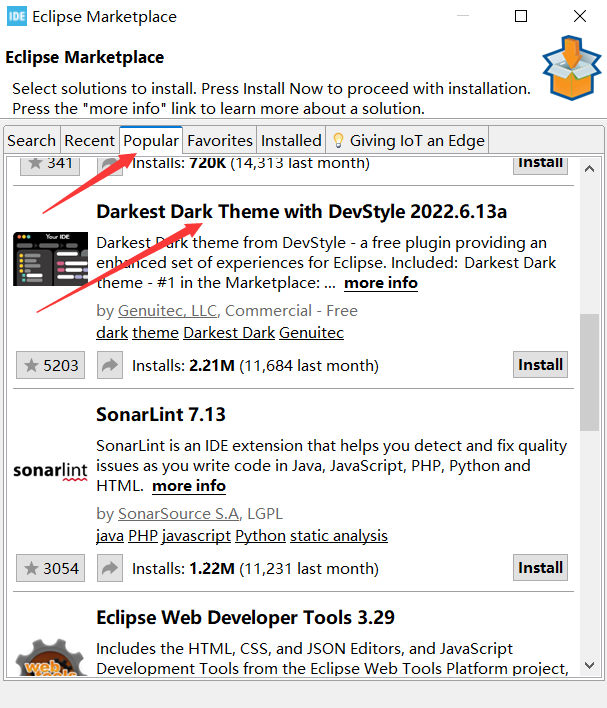 IDE Eclipse Marketplace
Eclipse Marketplace
Select solutions to install. Press Install Now to proceed with installation.
Press the "more info" link to learn more about a solution.
Search Recent Popular Favorites Installed Giving IoT an Edge
341 Installs: 720K (14,313 last month) Install
Darkest Dark Theme with DevStyle 2022.6.13a
Your IDE
Darkest Dark theme from DevStyle - a free plugin providing an
enhanced set of experiences for Eclipse. Included: Darkest Dark
theme - #1 in the Marketplace: ... more info
by Genuitec, LLC, Commercial - Free
dark theme Darkest Dark Genuitec
5203 Installs: 2.21M (11,684 last month) Install
SonarLint 7.13
sonarlint
SonarLint is an IDE extension that helps you detect and fix quality
issues as you write code in Java, JavaScript, PHP, Python and
HTML. more info
by SonarSource S.A, LGPL
java PHP javascript Python static analysis
3054 Installs: 1.22M (11,231 last month) Install
Eclipse Web Developer Tools 3.29
Includes the HTML, CSS, and JSON Editors, and JavaScript
web tools
Development Tools from the Eclipse Web Tools Platform project,